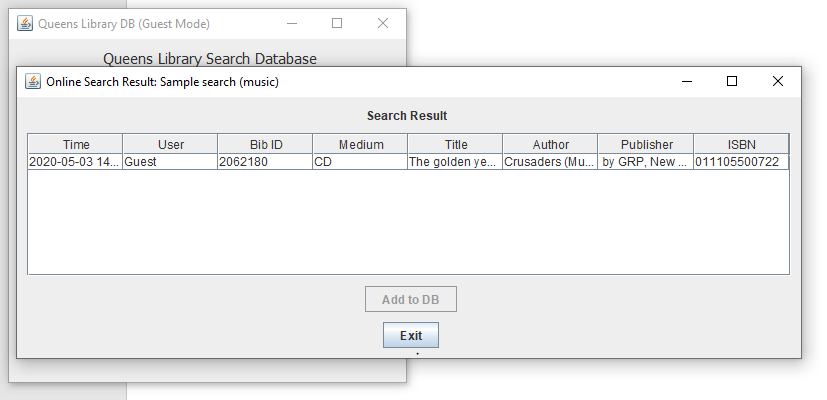 Queens Library DB (Guest Mode)
Queens Library Search Database
Online Search Result: Sample search (music)
Search Result
Time User Bib ID Medium Title Author Publisher ISBN
2020-05-03 14... Guest 2062180 CD The golden ye... Crusaders (Mu... by GRP, New ... 011105500722
Add to DB
Exit